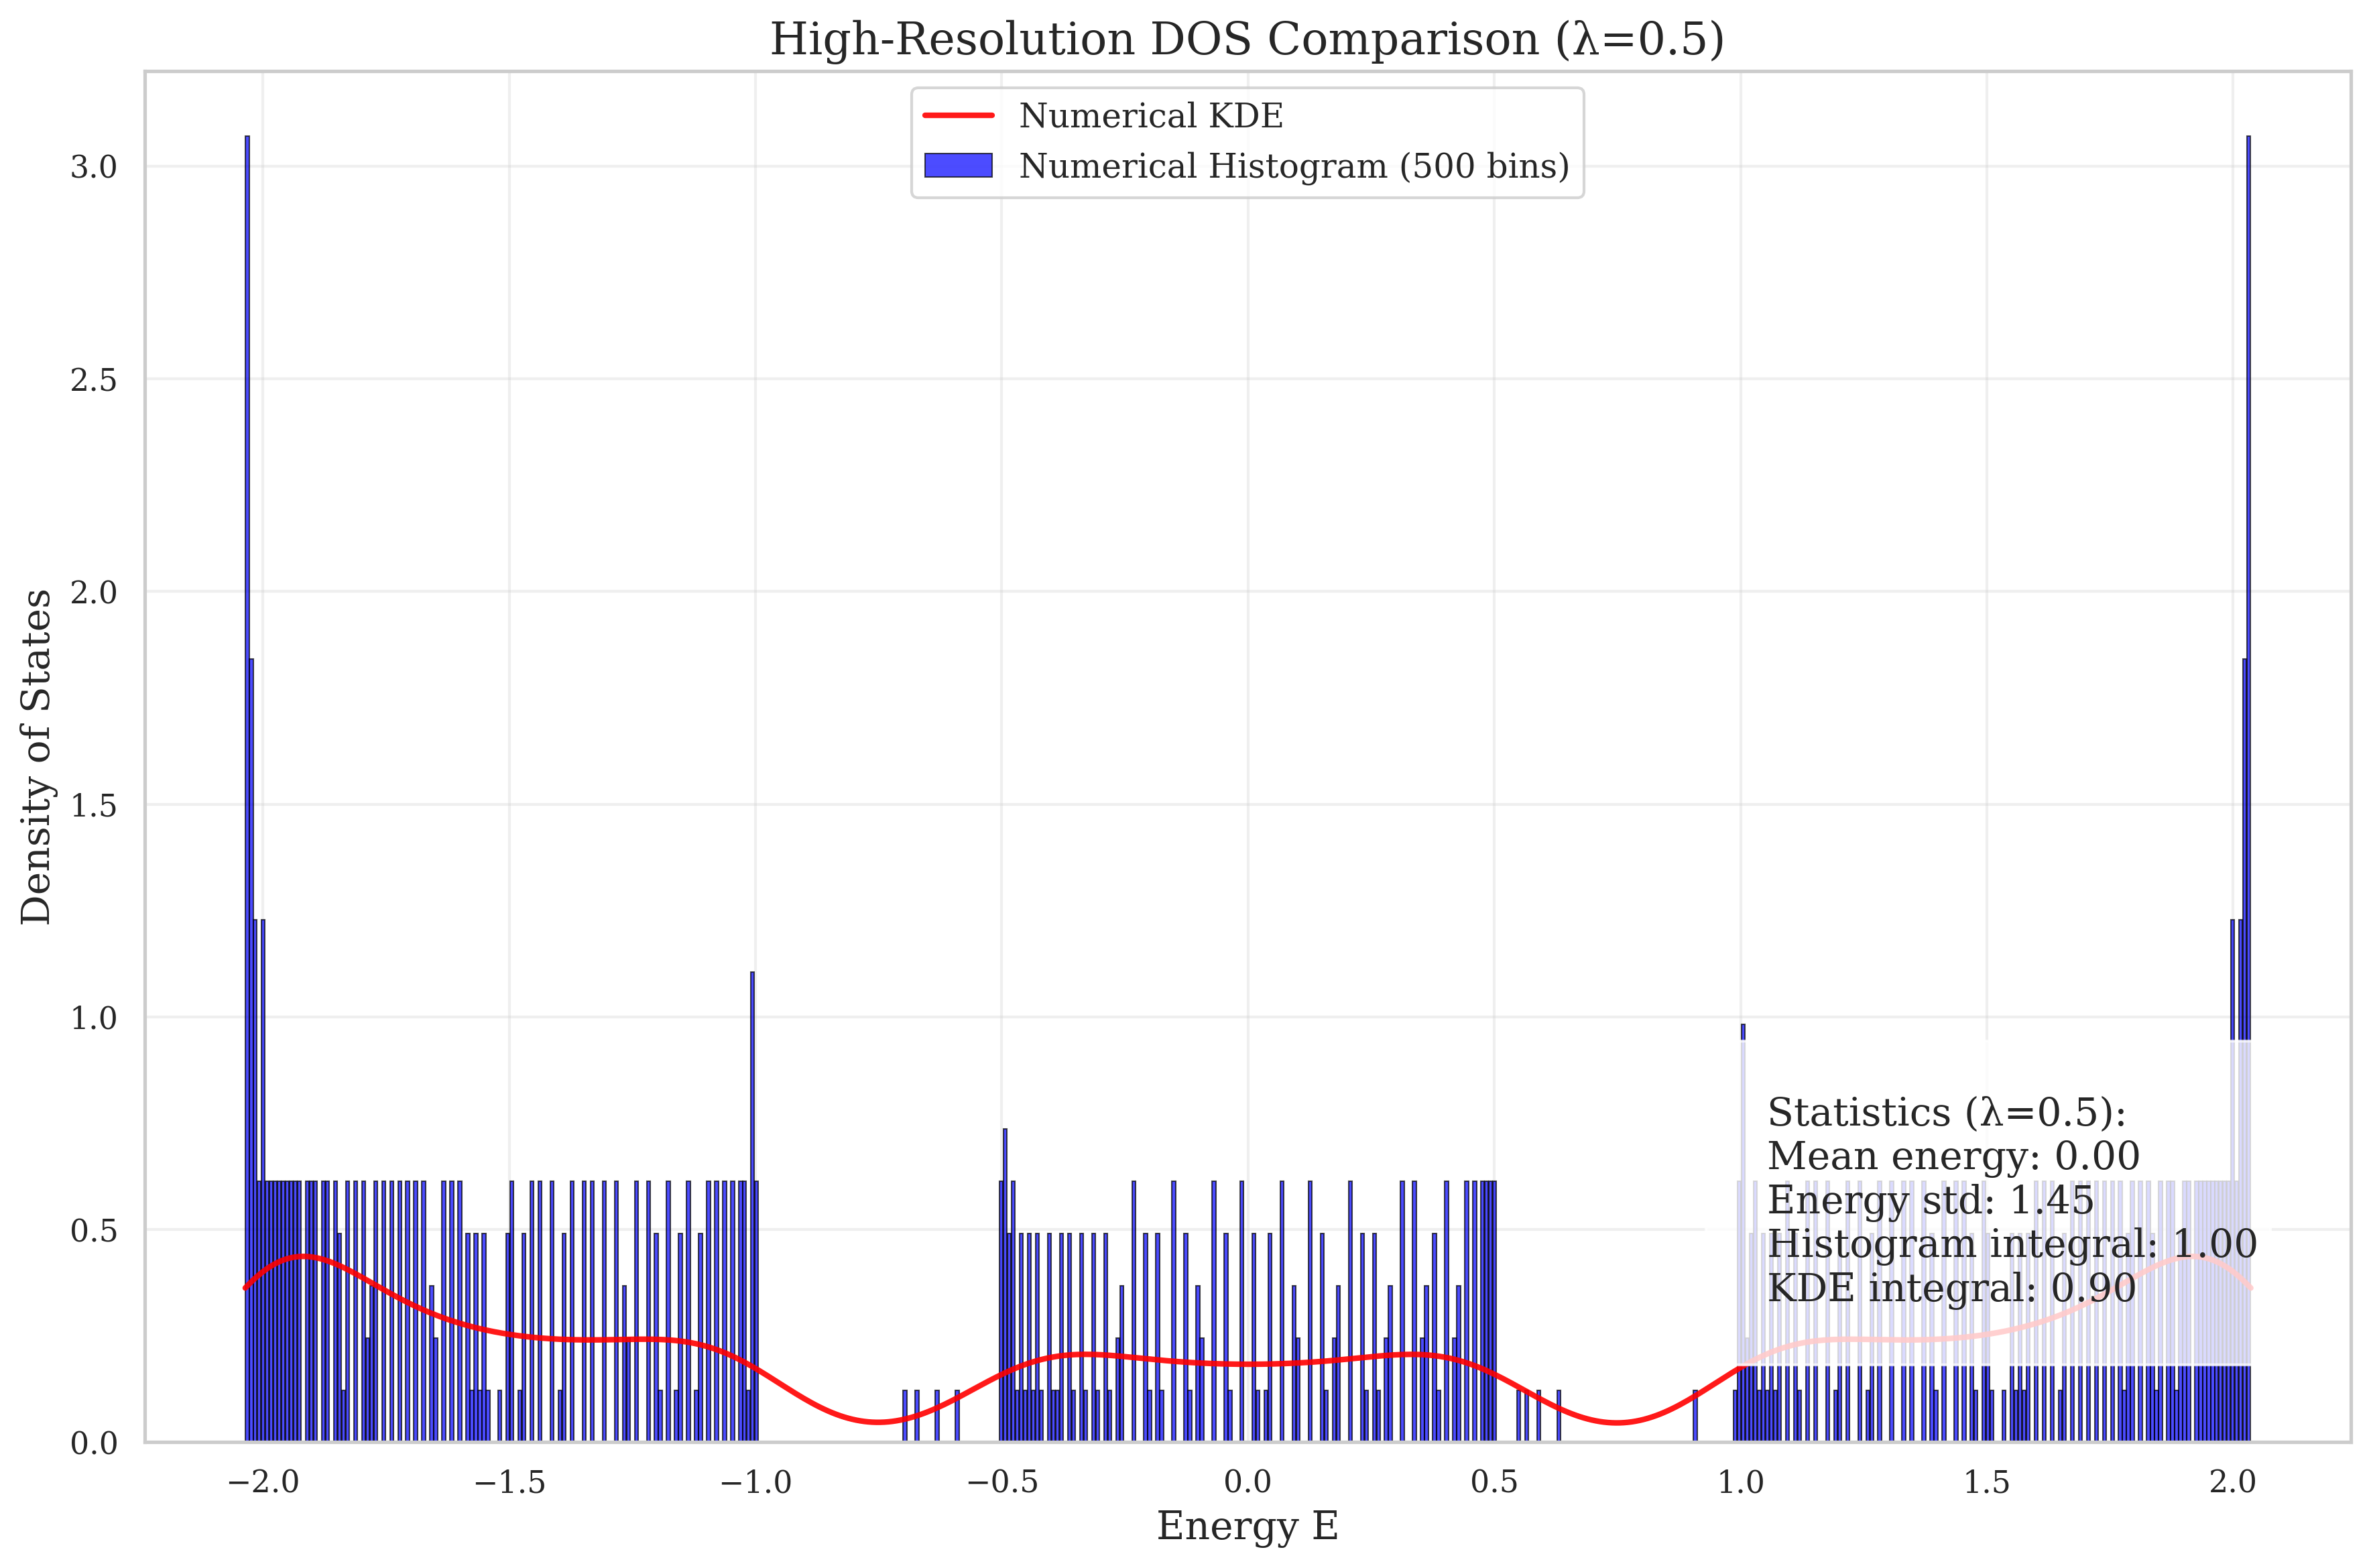 High-Resolution DOS Comparison (λ=0.5)
Numerical KDE
Numerical Histogram (500 bins)
3.0
2.5
2.0
1.5
1.0
0.5
0.0
Density of States
Statistics (λ=0.5):
Mean energy: 0.00
Energy std: 1.45
Histogram integral: 1.00
KDE integral: 0.90
−2.0 −1.5 −1.0 −0.5 0.0 0.5 1.0 1.5 2.0
Energy E